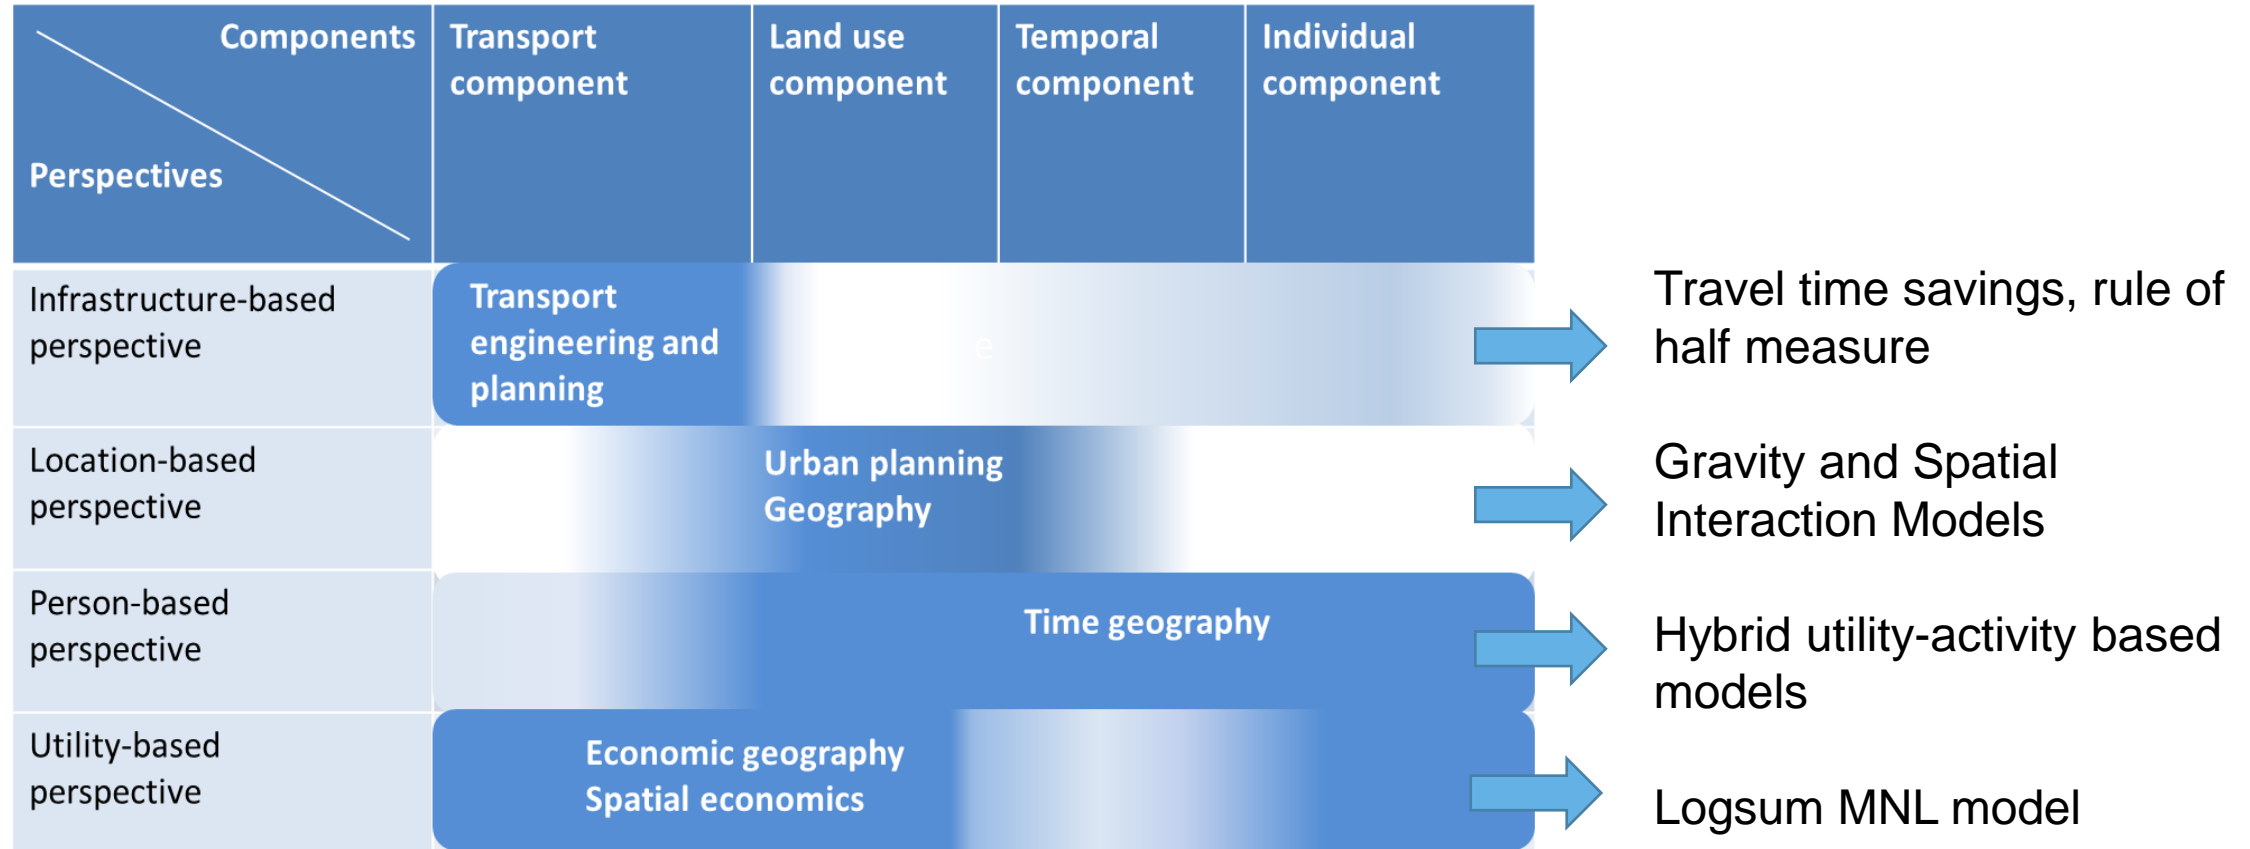 Components
Perspectives
Transport
component
Land use
component
Temporal
component
Individual
component
Infrastructure-based
perspective
Transport
engineering and
planning
e
Travel time savings, rule of
half measure
Location-based
perspective
Urban planning
Geography
Gravity and Spatial
Interaction Models
Person-based
perspective
Time geography
Hybrid utility-activity based
models
Utility-based
perspective
Economic geography
Spatial economics
Logsum MNL model